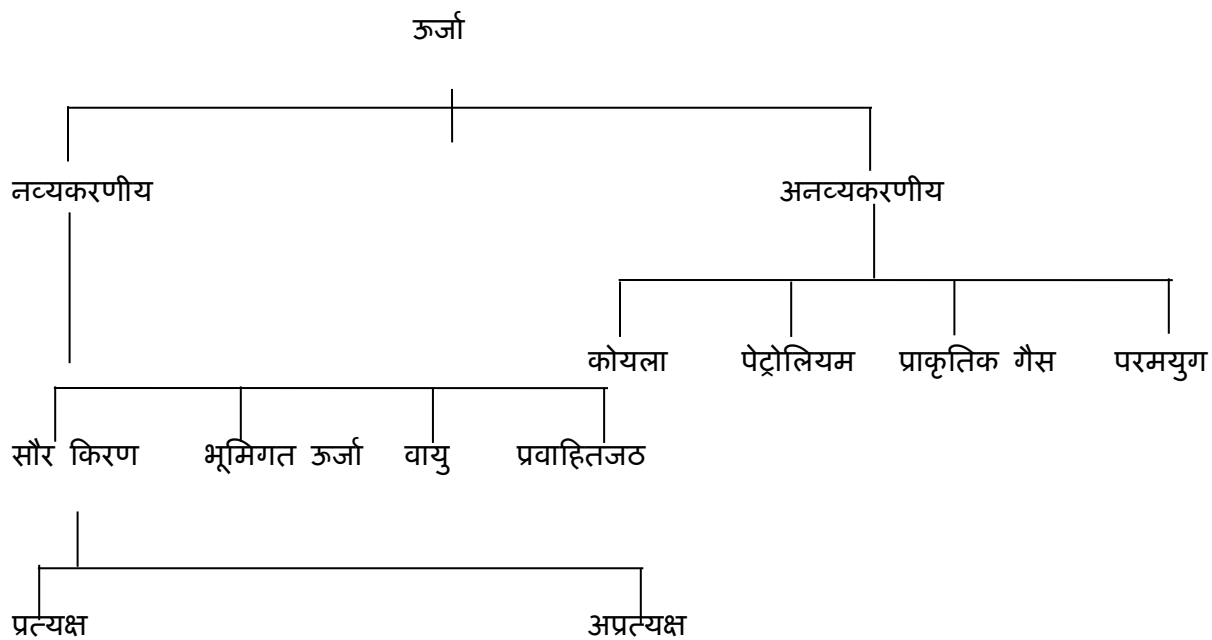 ऊर्जा
नव्यकरणीय अनव्यकरणीय
कोयला पेट्रोलियम प्राकृतिक गैस परमयुग
सौर किरण भूमिगत ऊर्जा वायु प्रवाहितजठ
प्रत्यक्ष अप्रत्यक्ष